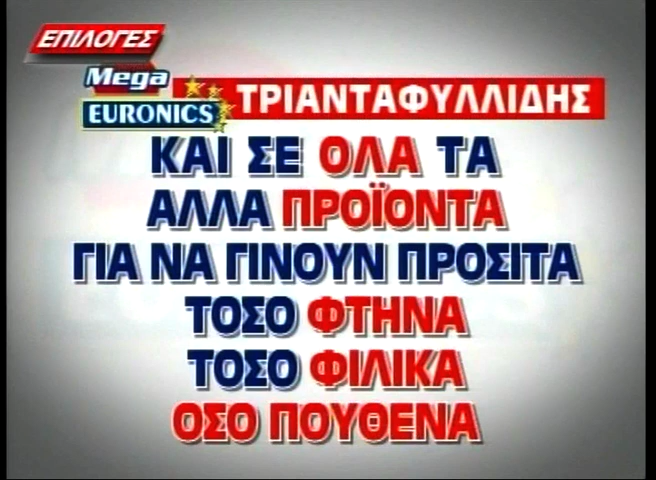 ΕΠΙΛΟΓΕΣ
Mega
EURONICS
ΤΡΙΑΝΤΑΦΥΛΛΙΔΗΣ
ΚΑΙ ΣΕ ΟΛΑ ΤΑ
ΑΛΛΑ ΠΡΟΪΟΝΤΑ
ΓΙΑ ΝΑ ΓΙΝΟΥΝ ΠΡΟΣΙΤΑ
ΤΟΣΟ ΦΤΗΝΑ
ΤΟΣΟ ΦΙΛΙΚΑ
ΟΣΟ ΠΟΥΘΕΝΑ